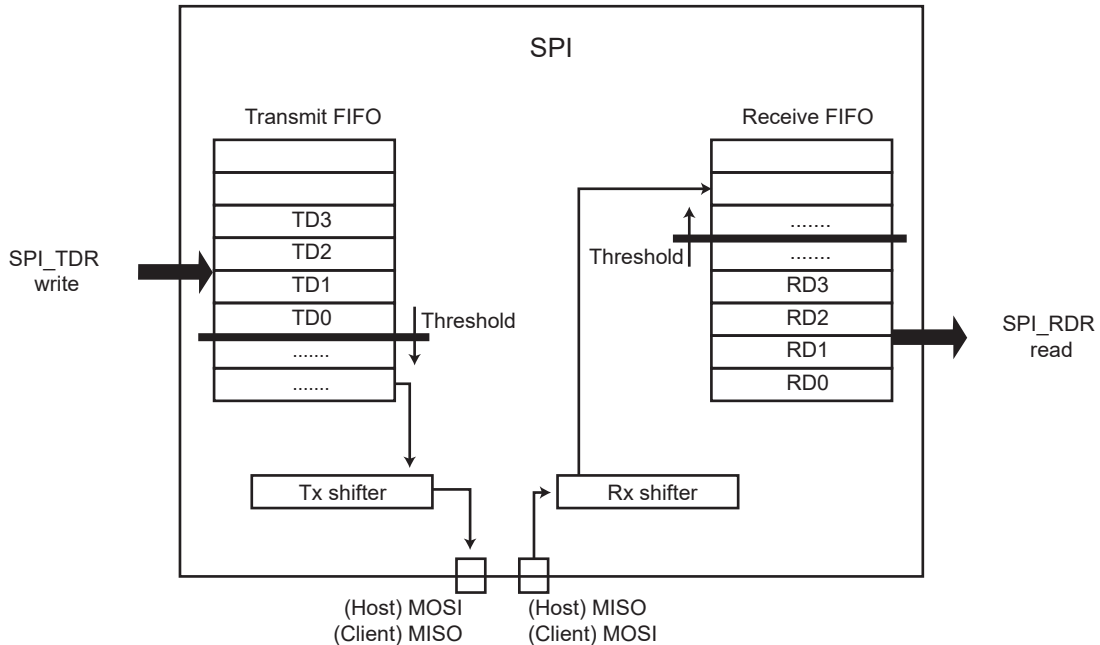 SPI
Transmit FIFO
Receive FIFO
TD3
TD2
TD1
TD0
.......
.......
SPI_TDR
write
Threshold
.......
.......
RD3
RD2
RD1
RD0
Threshold
SPI_RDR
read
Tx shifter
Rx shifter
(Host) MOSI
(Client) MISO
(Host) MISO
(Client) MOSI